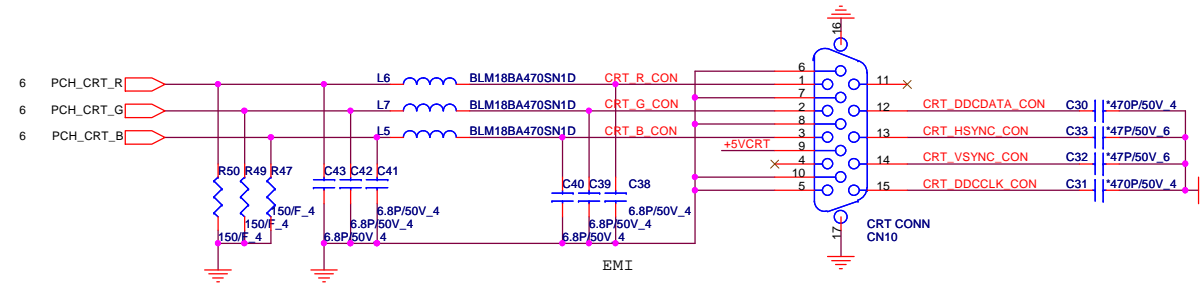 16
6 PCH_CRT_R L6 BLM18BA470SN1D CRT_R_CON 6 1 11
6 PCH_CRT_G L7 BLM18BA470SN1D CRT_G_CON 7 2 12 CRT_DDCDATA_CON C30 *470P/50V_4
6 PCH_CRT_B L5 BLM18BA470SN1D CRT_B_CON 8 3 13 CRT_HSYNC_CON C33 *47P/50V_6
+5VCRT 9 4 14 CRT_VSYNC_CON C32 *47P/50V_6
10 5 15 CRT_DDCCLK_CON C31 *470P/50V_4
R50 R49 R47 C43 C42 C41 C40 C39 C38
150/F_4 6.8P/50V_4 6.8P/50V_4
150/F_4 6.8P/50V_4 6.8P/50V_4
150/F_4 6.8P/50V_4 6.8P/50V_4
17
CRT CONN
CN10
EMI